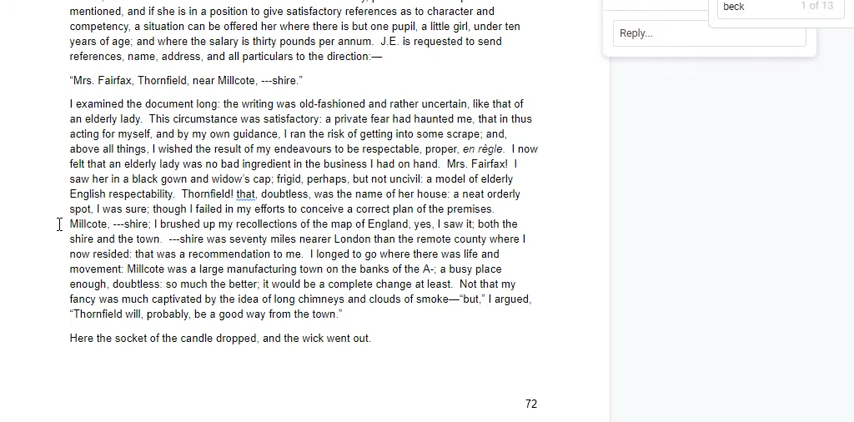 mentioned, and if she is in a position to give satisfactory references as to character and
competency, a situation can be offered her where there is but one pupil, a little girl, under ten
years of age; and where the salary is thirty pounds per annum.  J.E. is requested to send
references, name, address, and all particulars to the direction:—
“Mrs. Fairfax, Thornfield, near Millcote, ---shire.”
I examined the document long: the writing was old-fashioned and rather uncertain, like that of
an elderly lady.  This circumstance was satisfactory: a private fear had haunted me, that in thus
acting for myself, and by my own guidance, I ran the risk of getting into some scrape; and,
above all things, I wished the result of my endeavours to be respectable, proper, en règle.  I now
felt that an elderly lady was no bad ingredient in the business I had on hand.  Mrs. Fairfax!  I
saw her in a black gown and widow’s cap; frigid, perhaps, but not uncivil: a model of elderly
English respectability.  Thornfield! that, doubtless, was the name of her house: a neat orderly
spot, I was sure; though I failed in my efforts to conceive a correct plan of the premises.
Millcote, ---shire; I brushed up my recollections of the map of England, yes, I saw it; both the
shire and the town.  ---shire was seventy miles nearer London than the remote county where I
now resided: that was a recommendation to me.  I longed to go where there was life and
movement: Millcote was a large manufacturing town on the banks of the A-; a busy place
enough, doubtless: so much the better; it would be a complete change at least.  Not that my
fancy was much captivated by the idea of long chimneys and clouds of smoke—“but,” I argued,
“Thornfield will, probably, be a good way from the town.”
Here the socket of the candle dropped, and the wick went out.
72
beck
1 of 13
Reply...